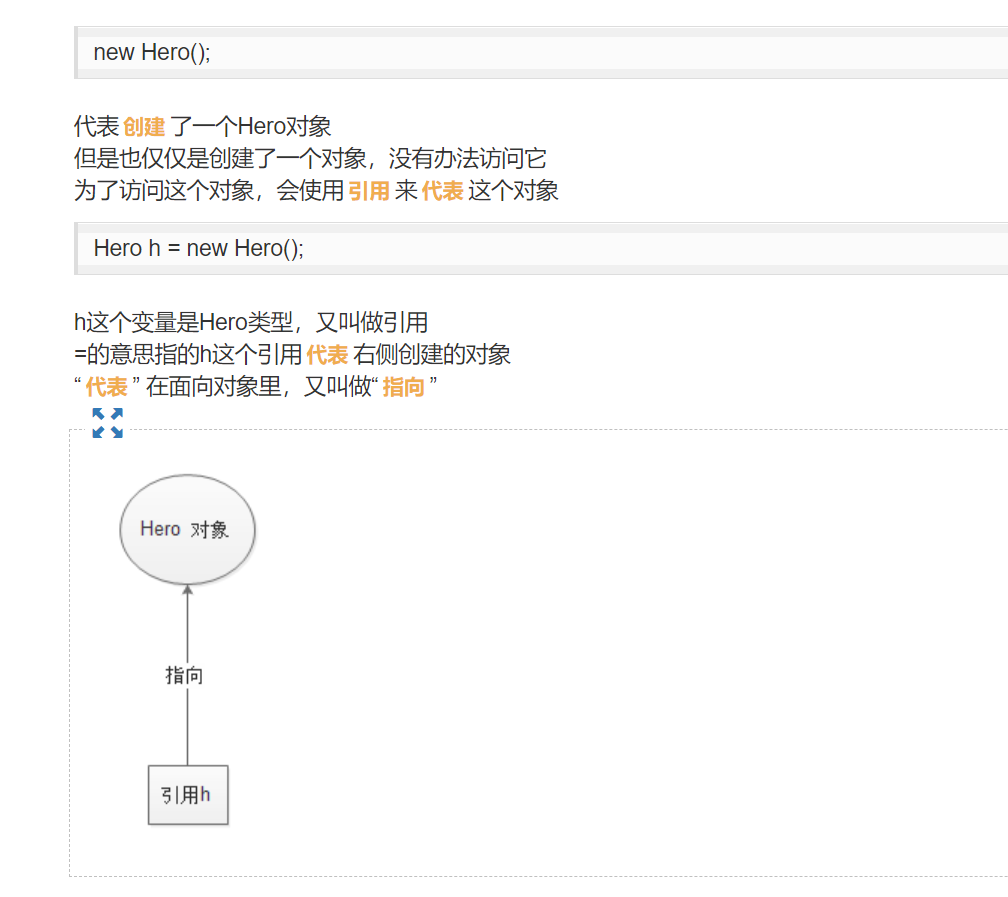 new Hero();
代表 创建 了一个Hero对象
但是也仅仅是创建了一个对象，没有办法访问它
为了访问这个对象，会使用 引用 来 代表 这个对象
Hero h = new Hero();
h这个变量是Hero类型，又叫做引用
=的意思指的h这个引用 代表 右侧创建的对象
“ 代表 ” 在面向对象里，又叫做“ 指向 ”
Hero 对象
指向
引用h